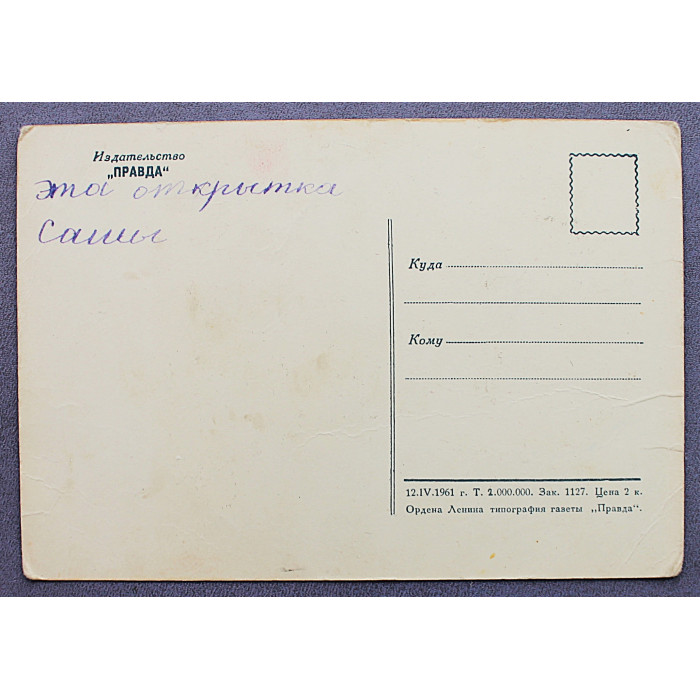 Издательство
„ПРАВДА“
эта открытка
Саши
Куда
Кому
12.IV.1961 г. Т. 2.000.000. Зак. 1127. Цена 2 к.
Ордена Ленина типография газеты „Правда“.